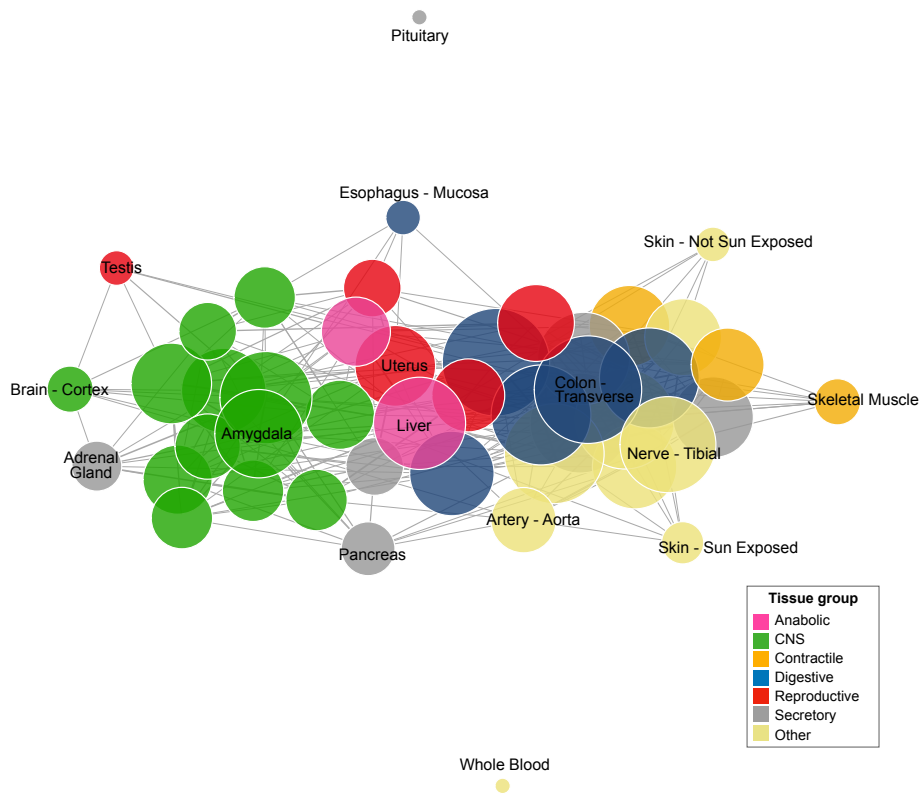 Pituitary
Esophagus - Mucosa
Skin - Not Sun Exposed
Testis
Uterus
Brain - Cortex
Colon -
Transverse
Skeletal Muscle
Amygdala
Liver
Nerve - Tibial
Adrenal
Gland
Artery - Aorta
Pancreas
Skin - Sun Exposed
Tissue group
Anabolic
CNS
Contractile
Digestive
Reproductive
Secretory
Other
Whole Blood